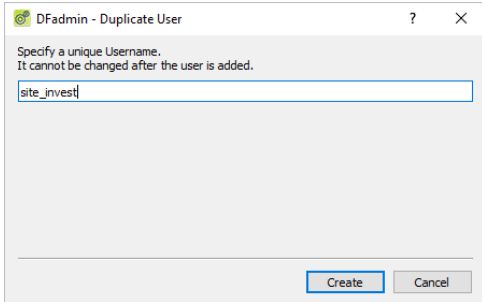 DFadmin - Duplicate User
Specify a unique Username.
It cannot be changed after the user is added.
site_invest
Create Cancel